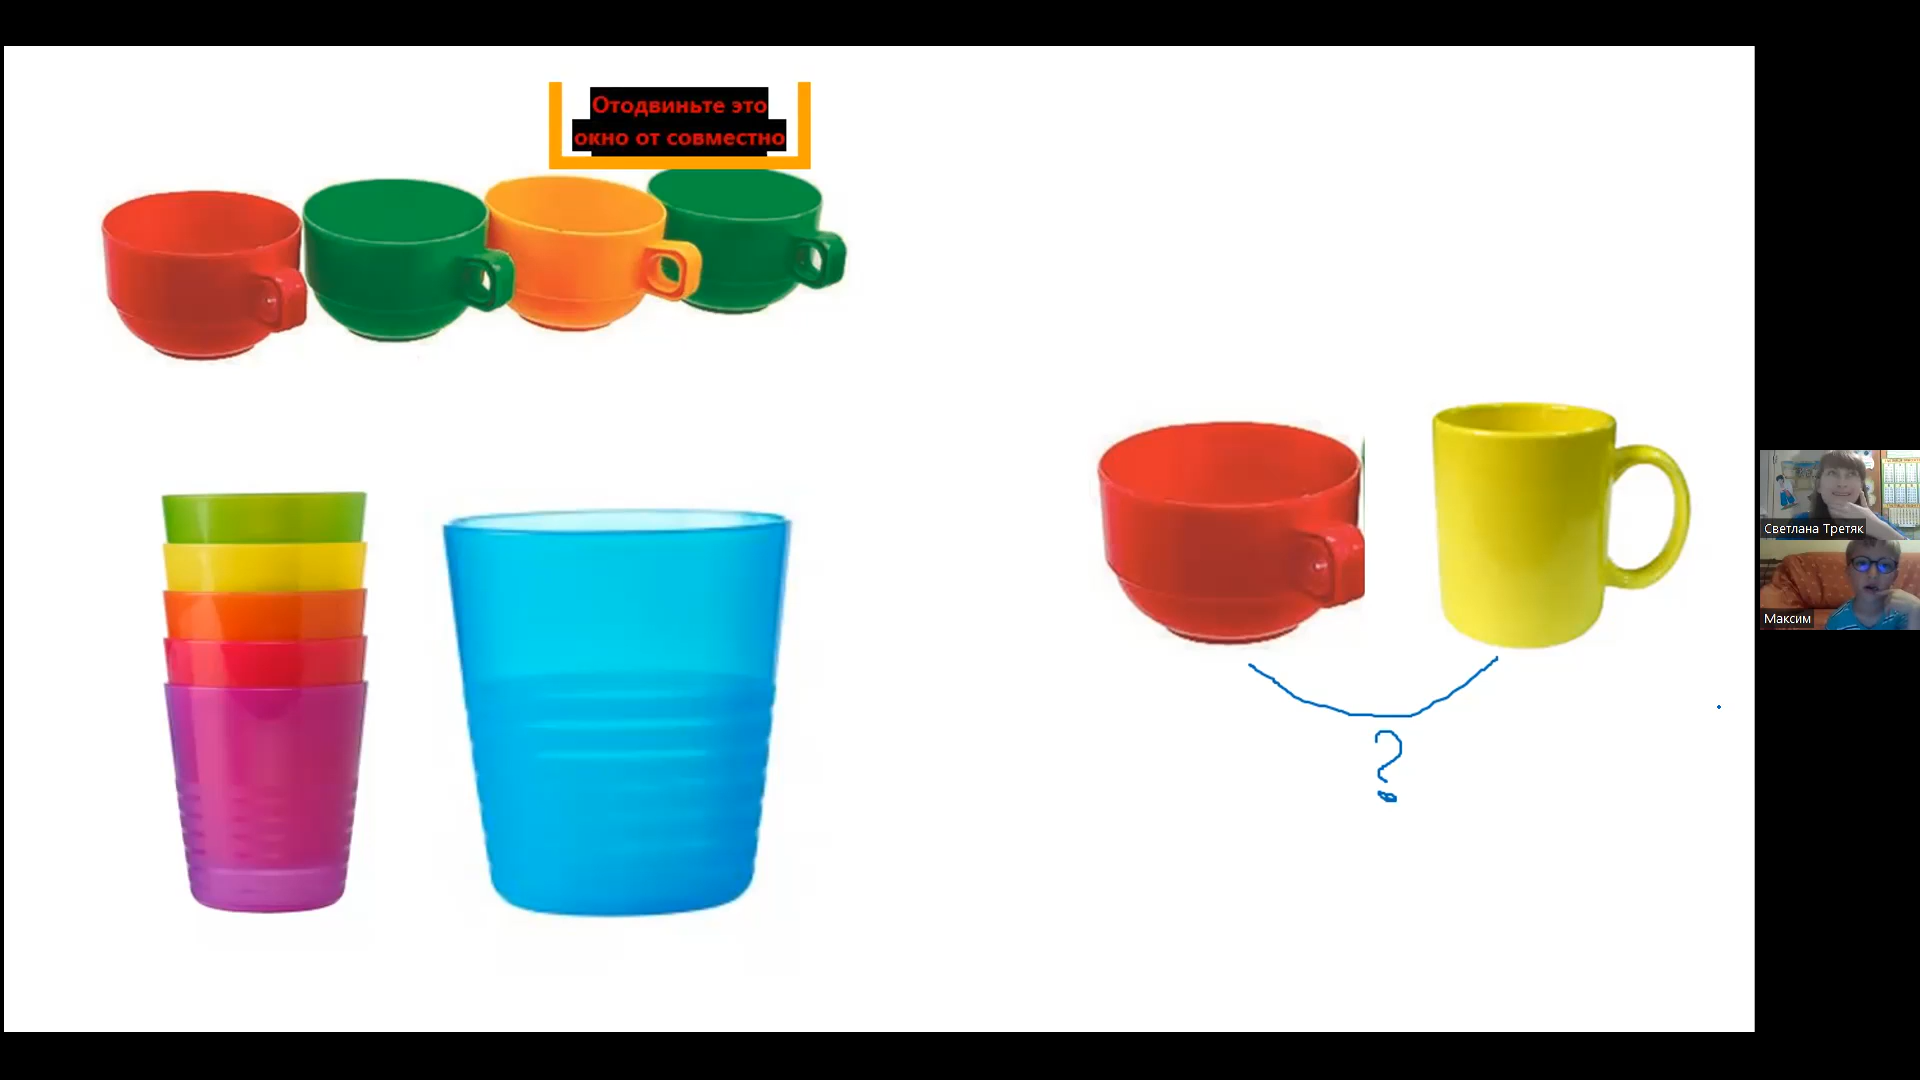 Отодвиньте это
окно от совместно
?
Светлана Третяк
Максим